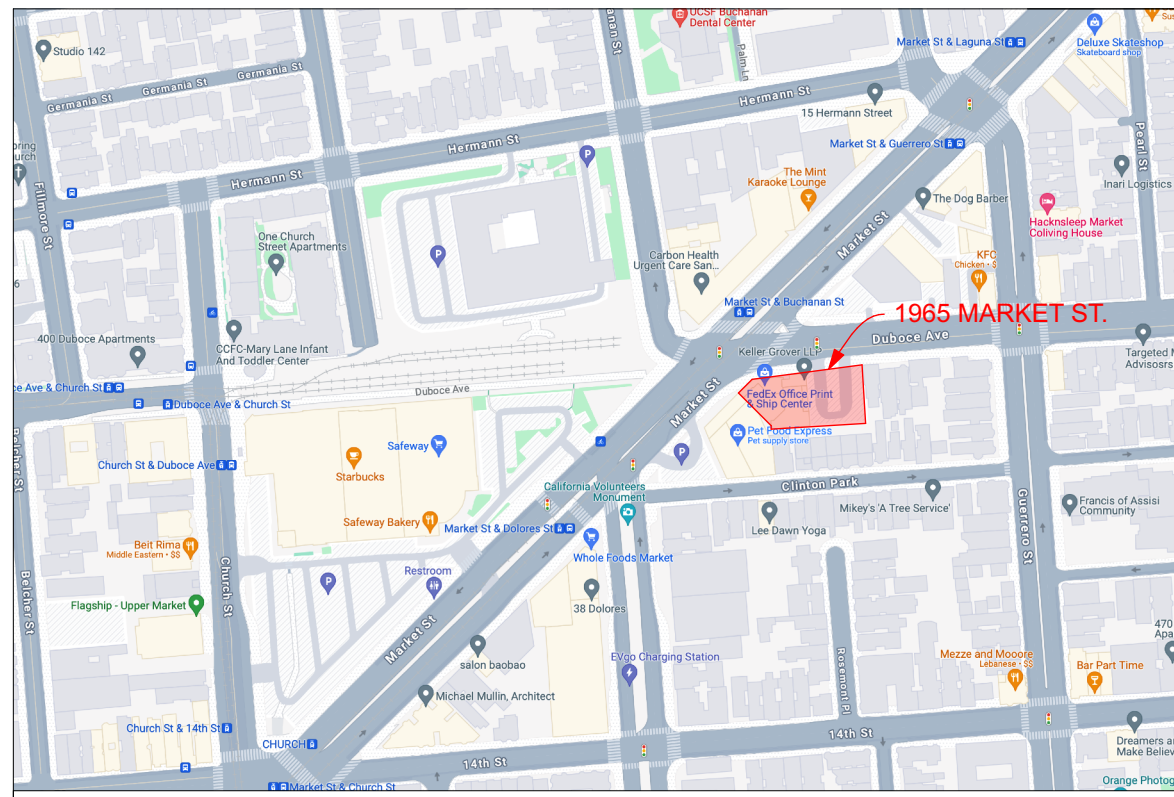 UCSF Buchanan
Dental Center
Studio 142
Market St & Laguna St
Deluxe Skateshop
Skateboard shop
Palm Ln
Germania St
Germania St
Germania St
Hermann St
15 Hermann Street
Hermann St
Market St & Guerrero St
Pearl St
Hermann St
The Mint
Karaoke Lounge
Inari Logistics
Fillmore St
The Dog Barber
Hacknsleep Market
Coliving House
One Church
Street Apartments
Market St
Carbon Health
Urgent Care San...
KFC
Chicken • $
Market St & Buchanan St
1965 MARKET ST.
400 Duboce Apartments
CCFC-Mary Lane Infant
And Toddler Center
Keller Grover LLP
Duboce Ave
Targeted
Advisors
ce Ave & Church St
Duboce Ave
Duboce Ave & Church St
Market St
FedEx Office Print
& Ship Center
Pet Food Express
Pet supply store
Belcher St
Safeway
Church St & Duboce Ave
Starbucks
California Volunteers
Monument
Clinton Park
Guerrero St
Mikey's 'A Tree Service'
Francis of Assisi
Community
Safeway Bakery
Market St & Dolores St
Lee Dawn Yoga
Beit Rima
Middle Eastern • $$
Church St
Whole Foods Market
Belcher St
Restroom
Flagship - Upper Market
38 Dolores
Market St
salon baobao
EVgo Charging Station
Rosemont Pl
Mezze and Mooore
Lebanese • $$
Bar Part Time
470
Apa
Michael Mullin, Architect
Church St & 14th St
CHURCH
14th St
14th St
Dreamers a
Make Believ
Market St & Church St
Orange Photog